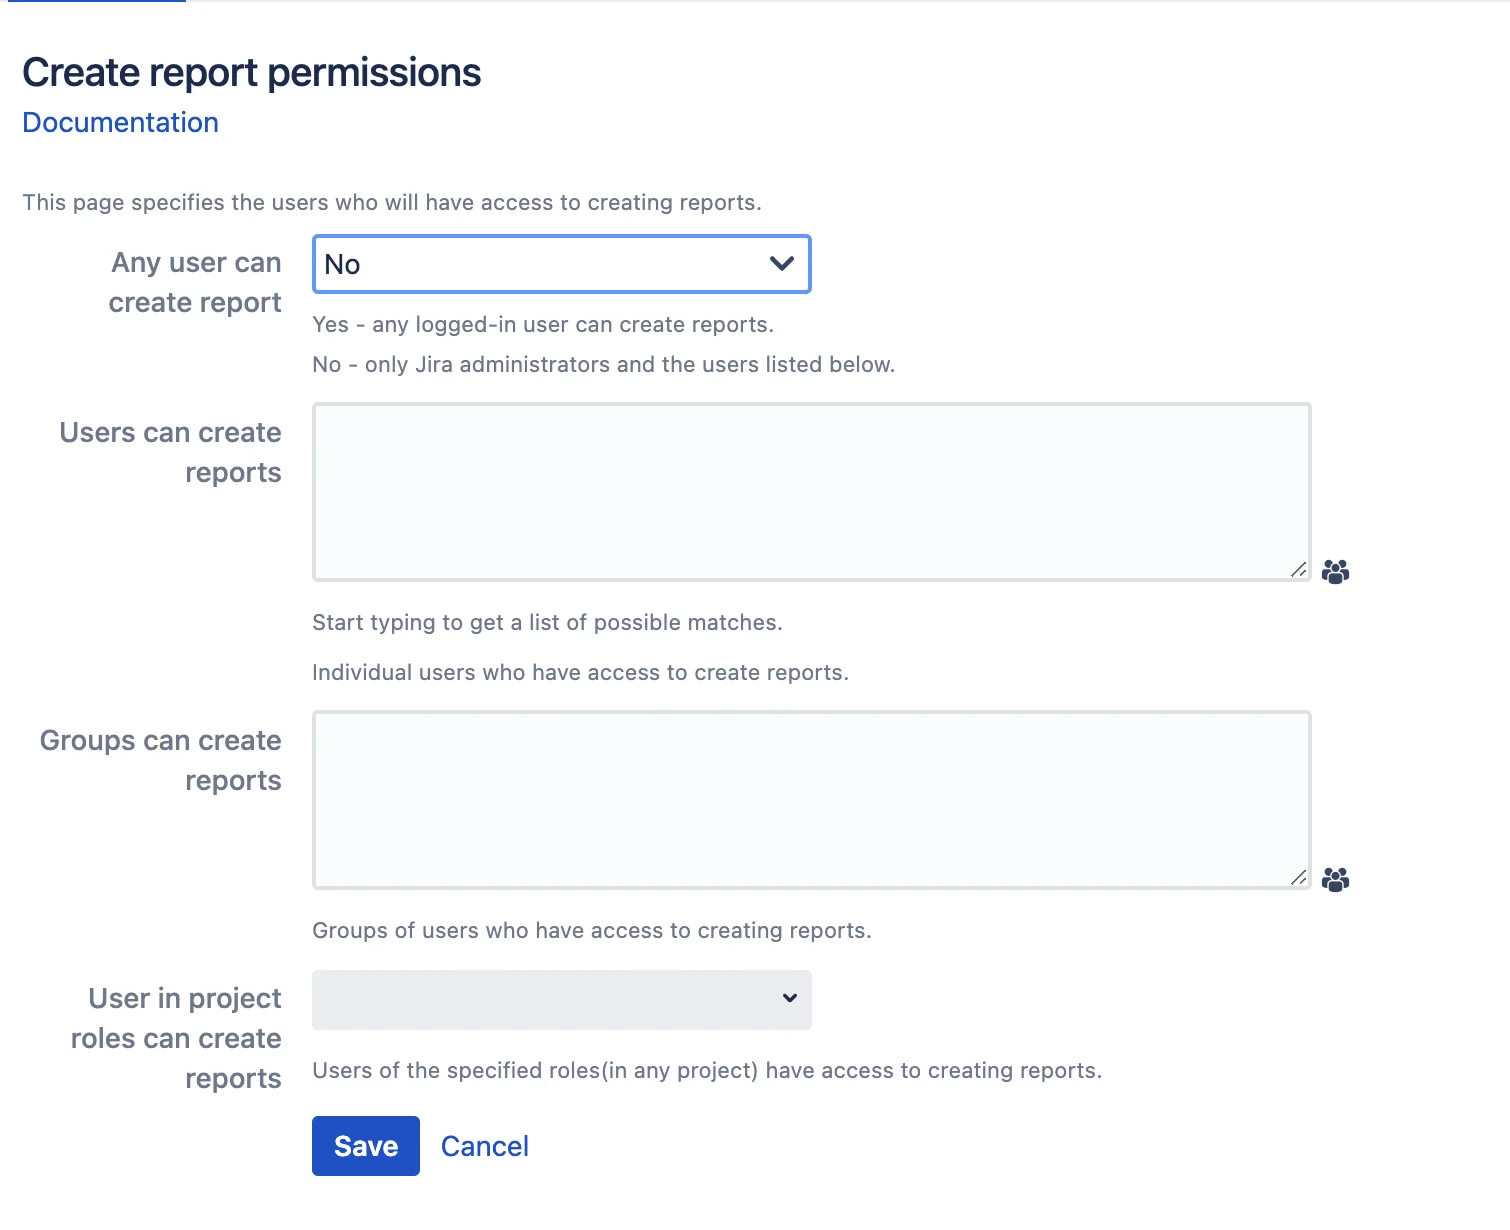 Create report permissions
Documentation
This page specifies the users who will have access to creating reports.
Any user can
create report
No
Yes - any logged-in user can create reports.
No - only Jira administrators and the users listed below.
Users can create
reports
Start typing to get a list of possible matches.
Individual users who have access to create reports.
Groups can create
reports
Groups of users who have access to creating reports.
User in project
roles can create
reports
Users of the specified roles(in any project) have access to creating reports.
Save Cancel